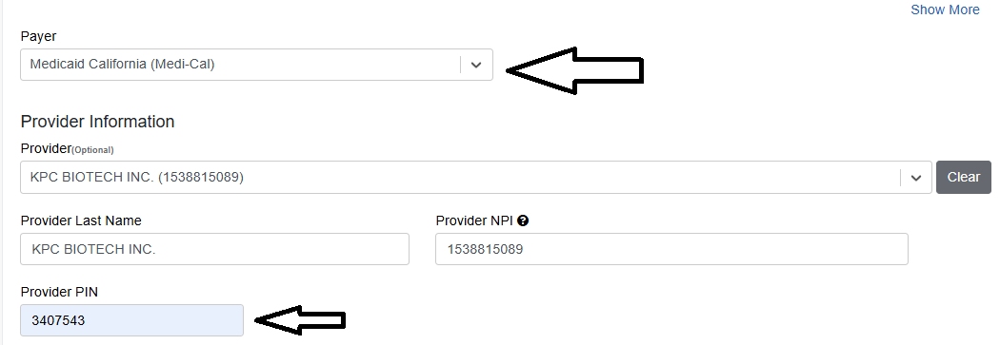 Show More
Payer
Medicaid California (Medi-Cal)
Provider Information
Provider(Optional)
KPC BIOTECH INC. (1538815089)
Clear
Provider Last Name
Provider NPI
KPC BIOTECH INC.
1538815089
Provider PIN
3407543